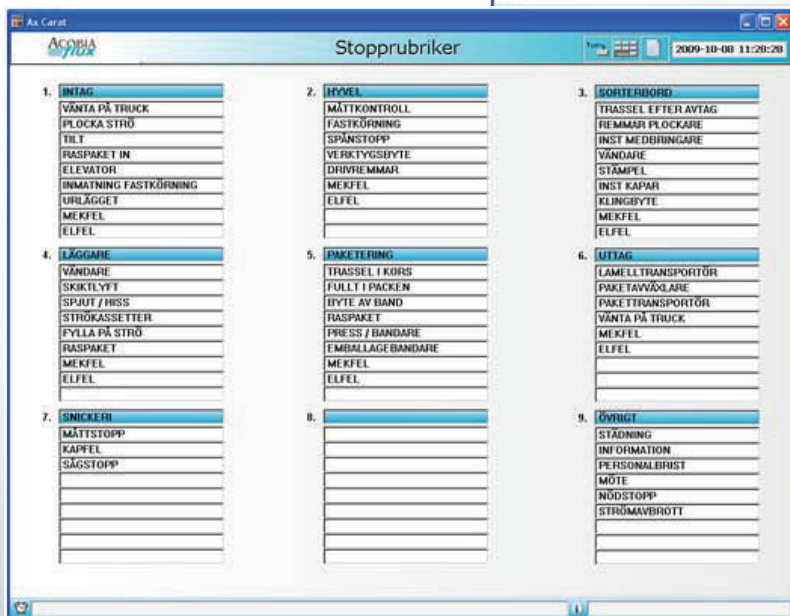 Ax Carat
ACOBIA flux
Stopprubriker
2009-10-08 11:28:28
1. INTAG
VÄNTA PÅ TRUCK
PLOCKA STRÖ
TILT
RASPAKET IN
ELEVATOR
INMATNING FASTKÖRNING
URLÄGGET
MEKFEL
ELFEL
2. HYVEL
MÅTTKONTROLL
FASTKÖRNING
SPÅNSTOPP
VERKTYGSBYTE
DRIVREMMAR
MEKFEL
ELFEL
3. SORTERBORD
TRASSEL EFTER AVTAG
REMMAR PLOCKARE
INST MEDBRINGARE
VÄNDARE
STÄMPEL
INST KAPAR
KLINGBYTE
MEKFEL
ELFEL
4. LÄGGARE
VÄNDARE
SKIKTLYFT
SPJUT / HISS
STRÖKASSETTER
FYLLA PÅ STRÖ
RASPAKET
MEKFEL
ELFEL
5. PAKETERING
TRASSEL I KORS
FULLT I PACKEN
BYTE AV BAND
RASPAKET
PRESS / BANDARE
EMBALLAGEBANDARE
MEKFEL
ELFEL
6. UTTAG
LAMELLTRANSPORTÖR
PAKETAVVÄXLARE
PAKETTRANSPORTÖR
VÄNTA PÅ TRUCK
MEKFEL
ELFEL
7. SNICKERI
MÅTTSTOPP
KAPFEL
SÅGSTOPP
8.
9. ÖVRIGT
STÄDNING
INFORMATION
PERSONALBRIST
MÖTE
NÖDSTOPP
STRÖMAVBROTT